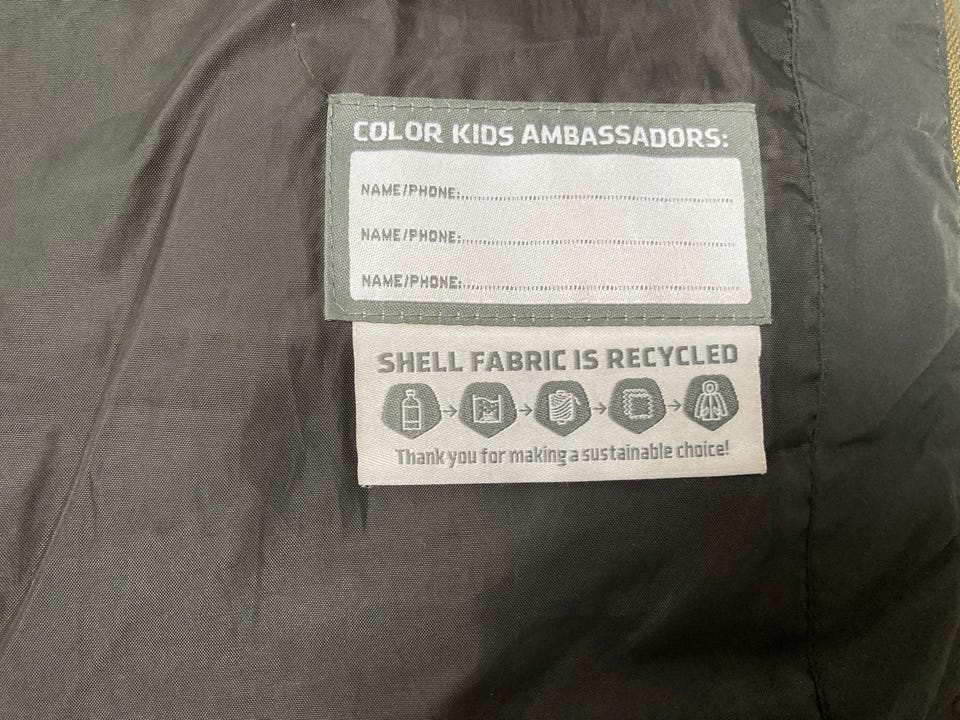 COLOR KIDS AMBASSADORS:
NAME/PHONE:
NAME/PHONE:
NAME/PHONE:
SHELL FABRIC IS RECYCLED
Thank you for making a sustainable choice!